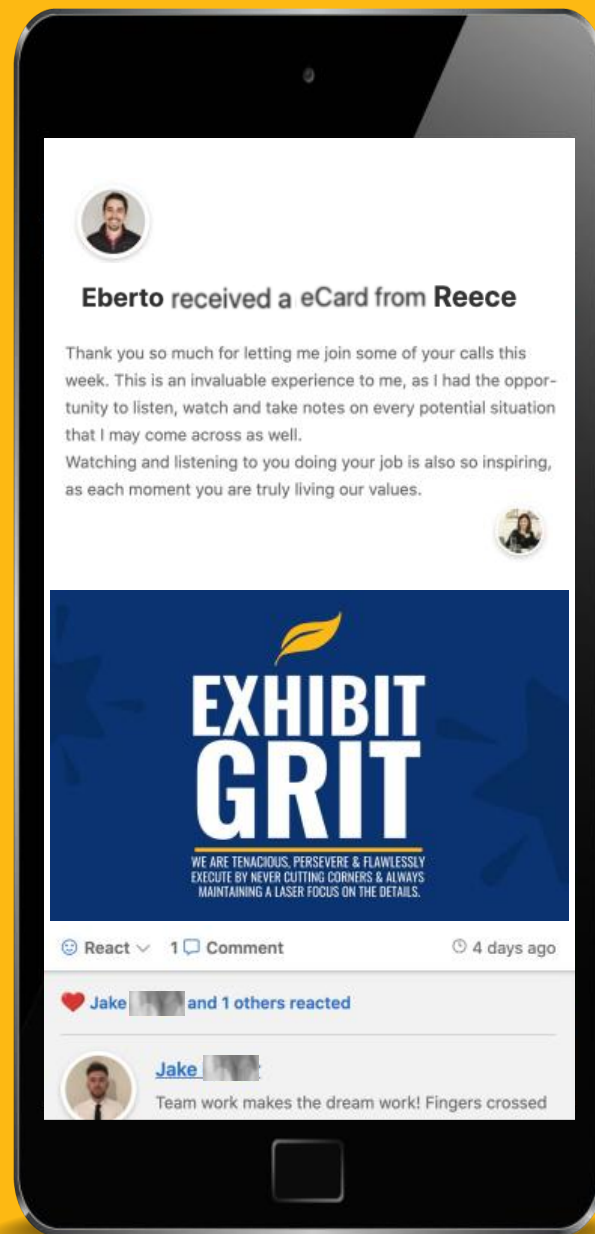 Eberto received a eCard from Reece
Thank you so much for letting me join some of your calls this
week. This is an invaluable experience to me, as I had the oppor-
tunity to listen, watch and take notes on every potential situation
that I may come across as well.
Watching and listening to you doing your job is also so inspiring,
as each moment you are truly living our values.
EXHIBIT
GRIT
WE ARE TENACIOUS, PERSEVERE & FLAWLESSLY
EXECUTE BY NEVER CUTTING CORNERS & ALWAYS
MAINTAINING A LASER FOCUS ON THE DETAILS.
React 1 Comment 4 days ago
Jake and 1 others reacted
Jake
Team work makes the dream work! Fingers crossed